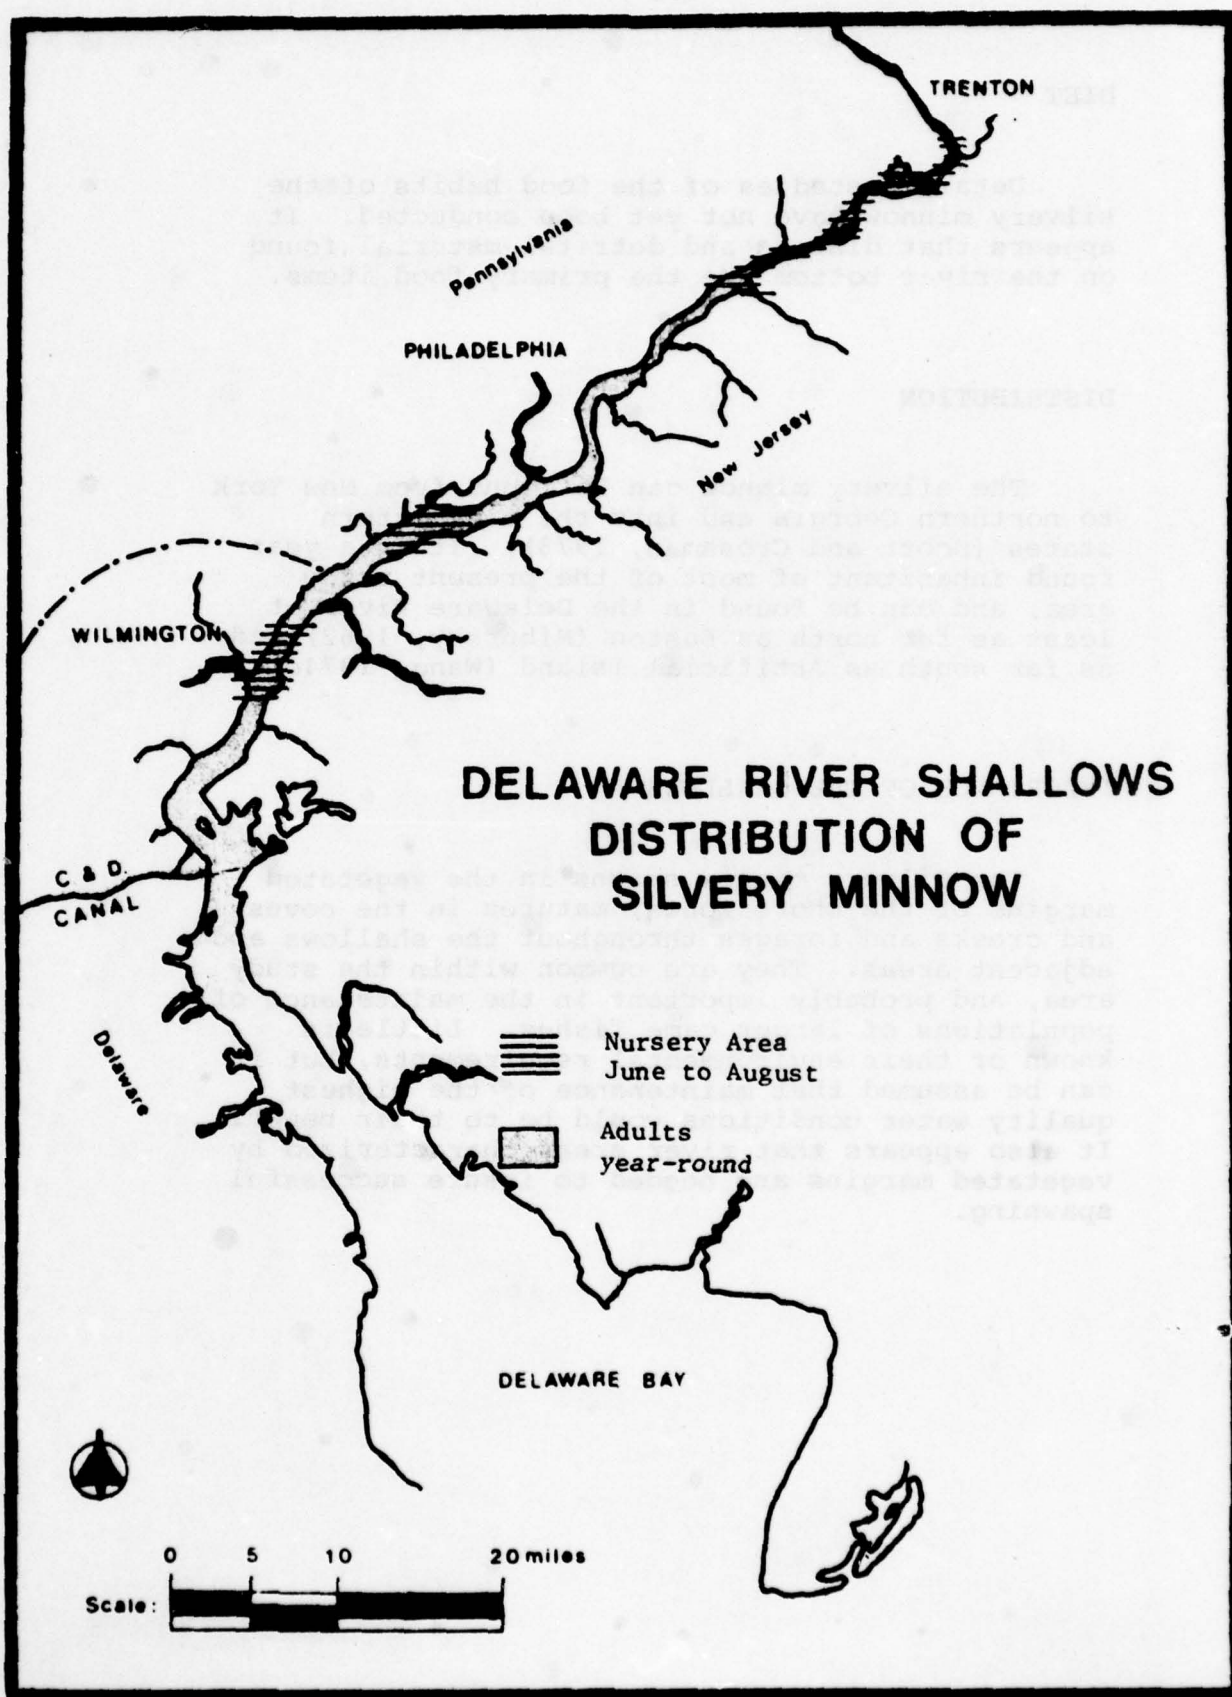 TRENTON
Pennsylvania
PHILADELPHIA
New Jersey
WILMINGTON
DELAWARE RIVER SHALLOWS
DISTRIBUTION OF
SILVERY MINNOW
C & D.
CANAL
Delaware
Nursery Area
June to August
Adults
year-round
DELAWARE BAY
0 5 10 20 miles
Scale: